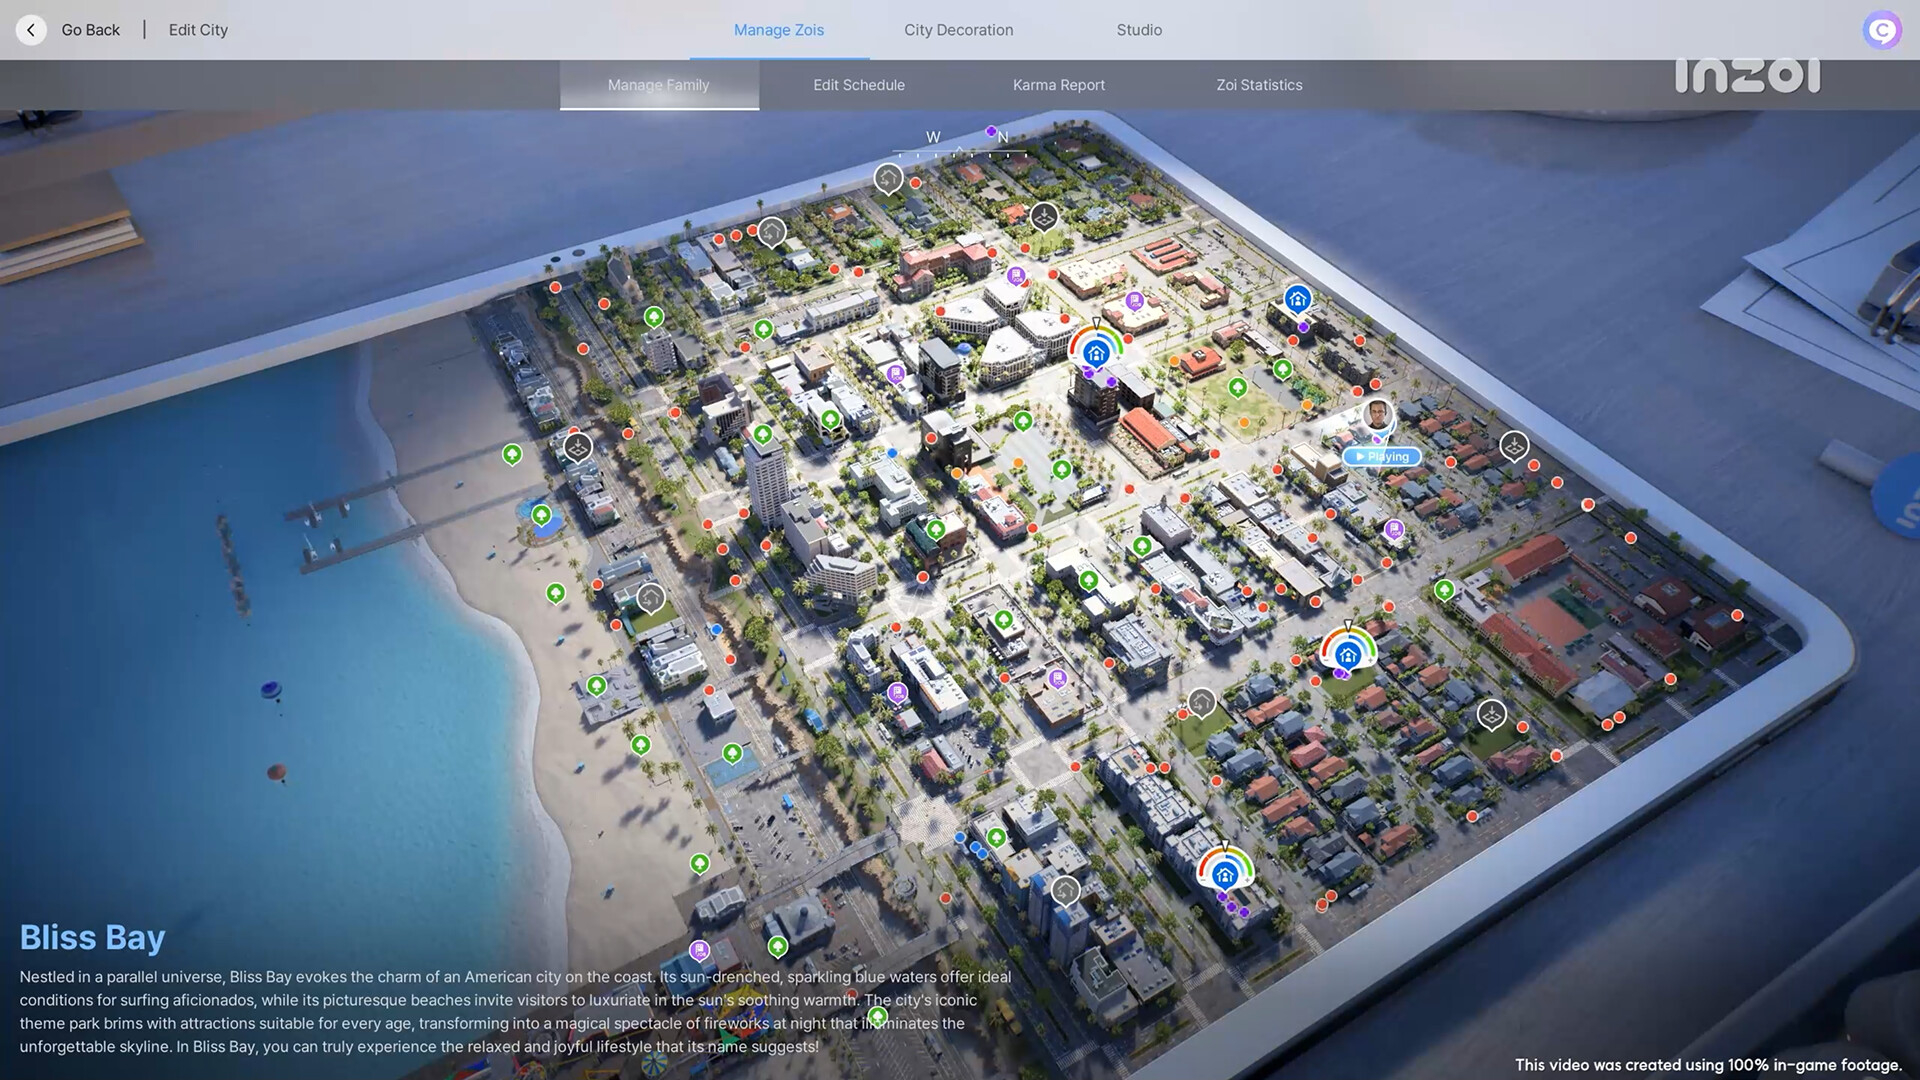 Go Back | Edit City
Manage Zois
City Decoration
Studio
Manage Family
Edit Schedule
Karma Report
Zoi Statistics
inzoi
W
N
Playing
Bliss Bay
Nestled in a parallel universe, Bliss Bay evokes the charm of an American city on the coast. Its sun-drenched, sparkling blue waters offer ideal
conditions for surfing aficionados, while its picturesque beaches invite visitors to luxuriate in the sun's soothing warmth. The city's iconic
theme park brims with attractions suitable for every age, transforming into a magical spectacle of fireworks at night that illuminates the
unforgettable skyline. In Bliss Bay, you can truly experience the relaxed and joyful lifestyle that its name suggests!
This video was created using 100% in-game footage.